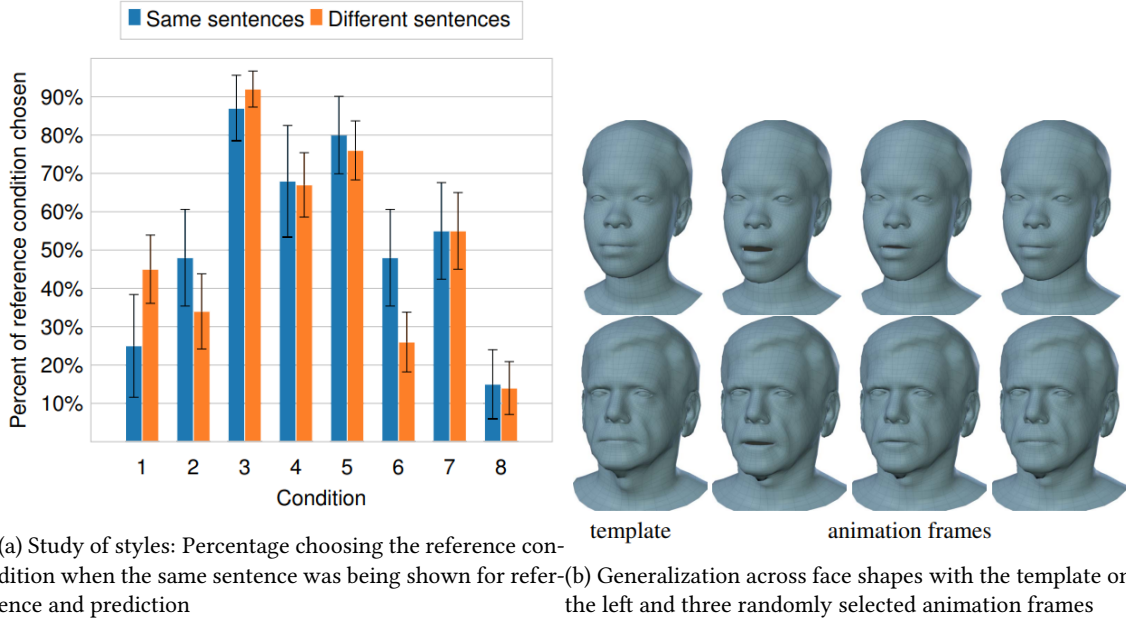 Same sentences Different sentences
Percent of reference condition chosen
90%
80%
70%
60%
50%
40%
30%
20%
10%
1 2 3 4 5 6 7 8
Condition
(a) Study of styles: Percentage choosing the reference con-
dition when the same sentence was being shown for refer-
ence and prediction
template animation frames
(b) Generalization across face shapes with the template on
the left and three randomly selected animation frames